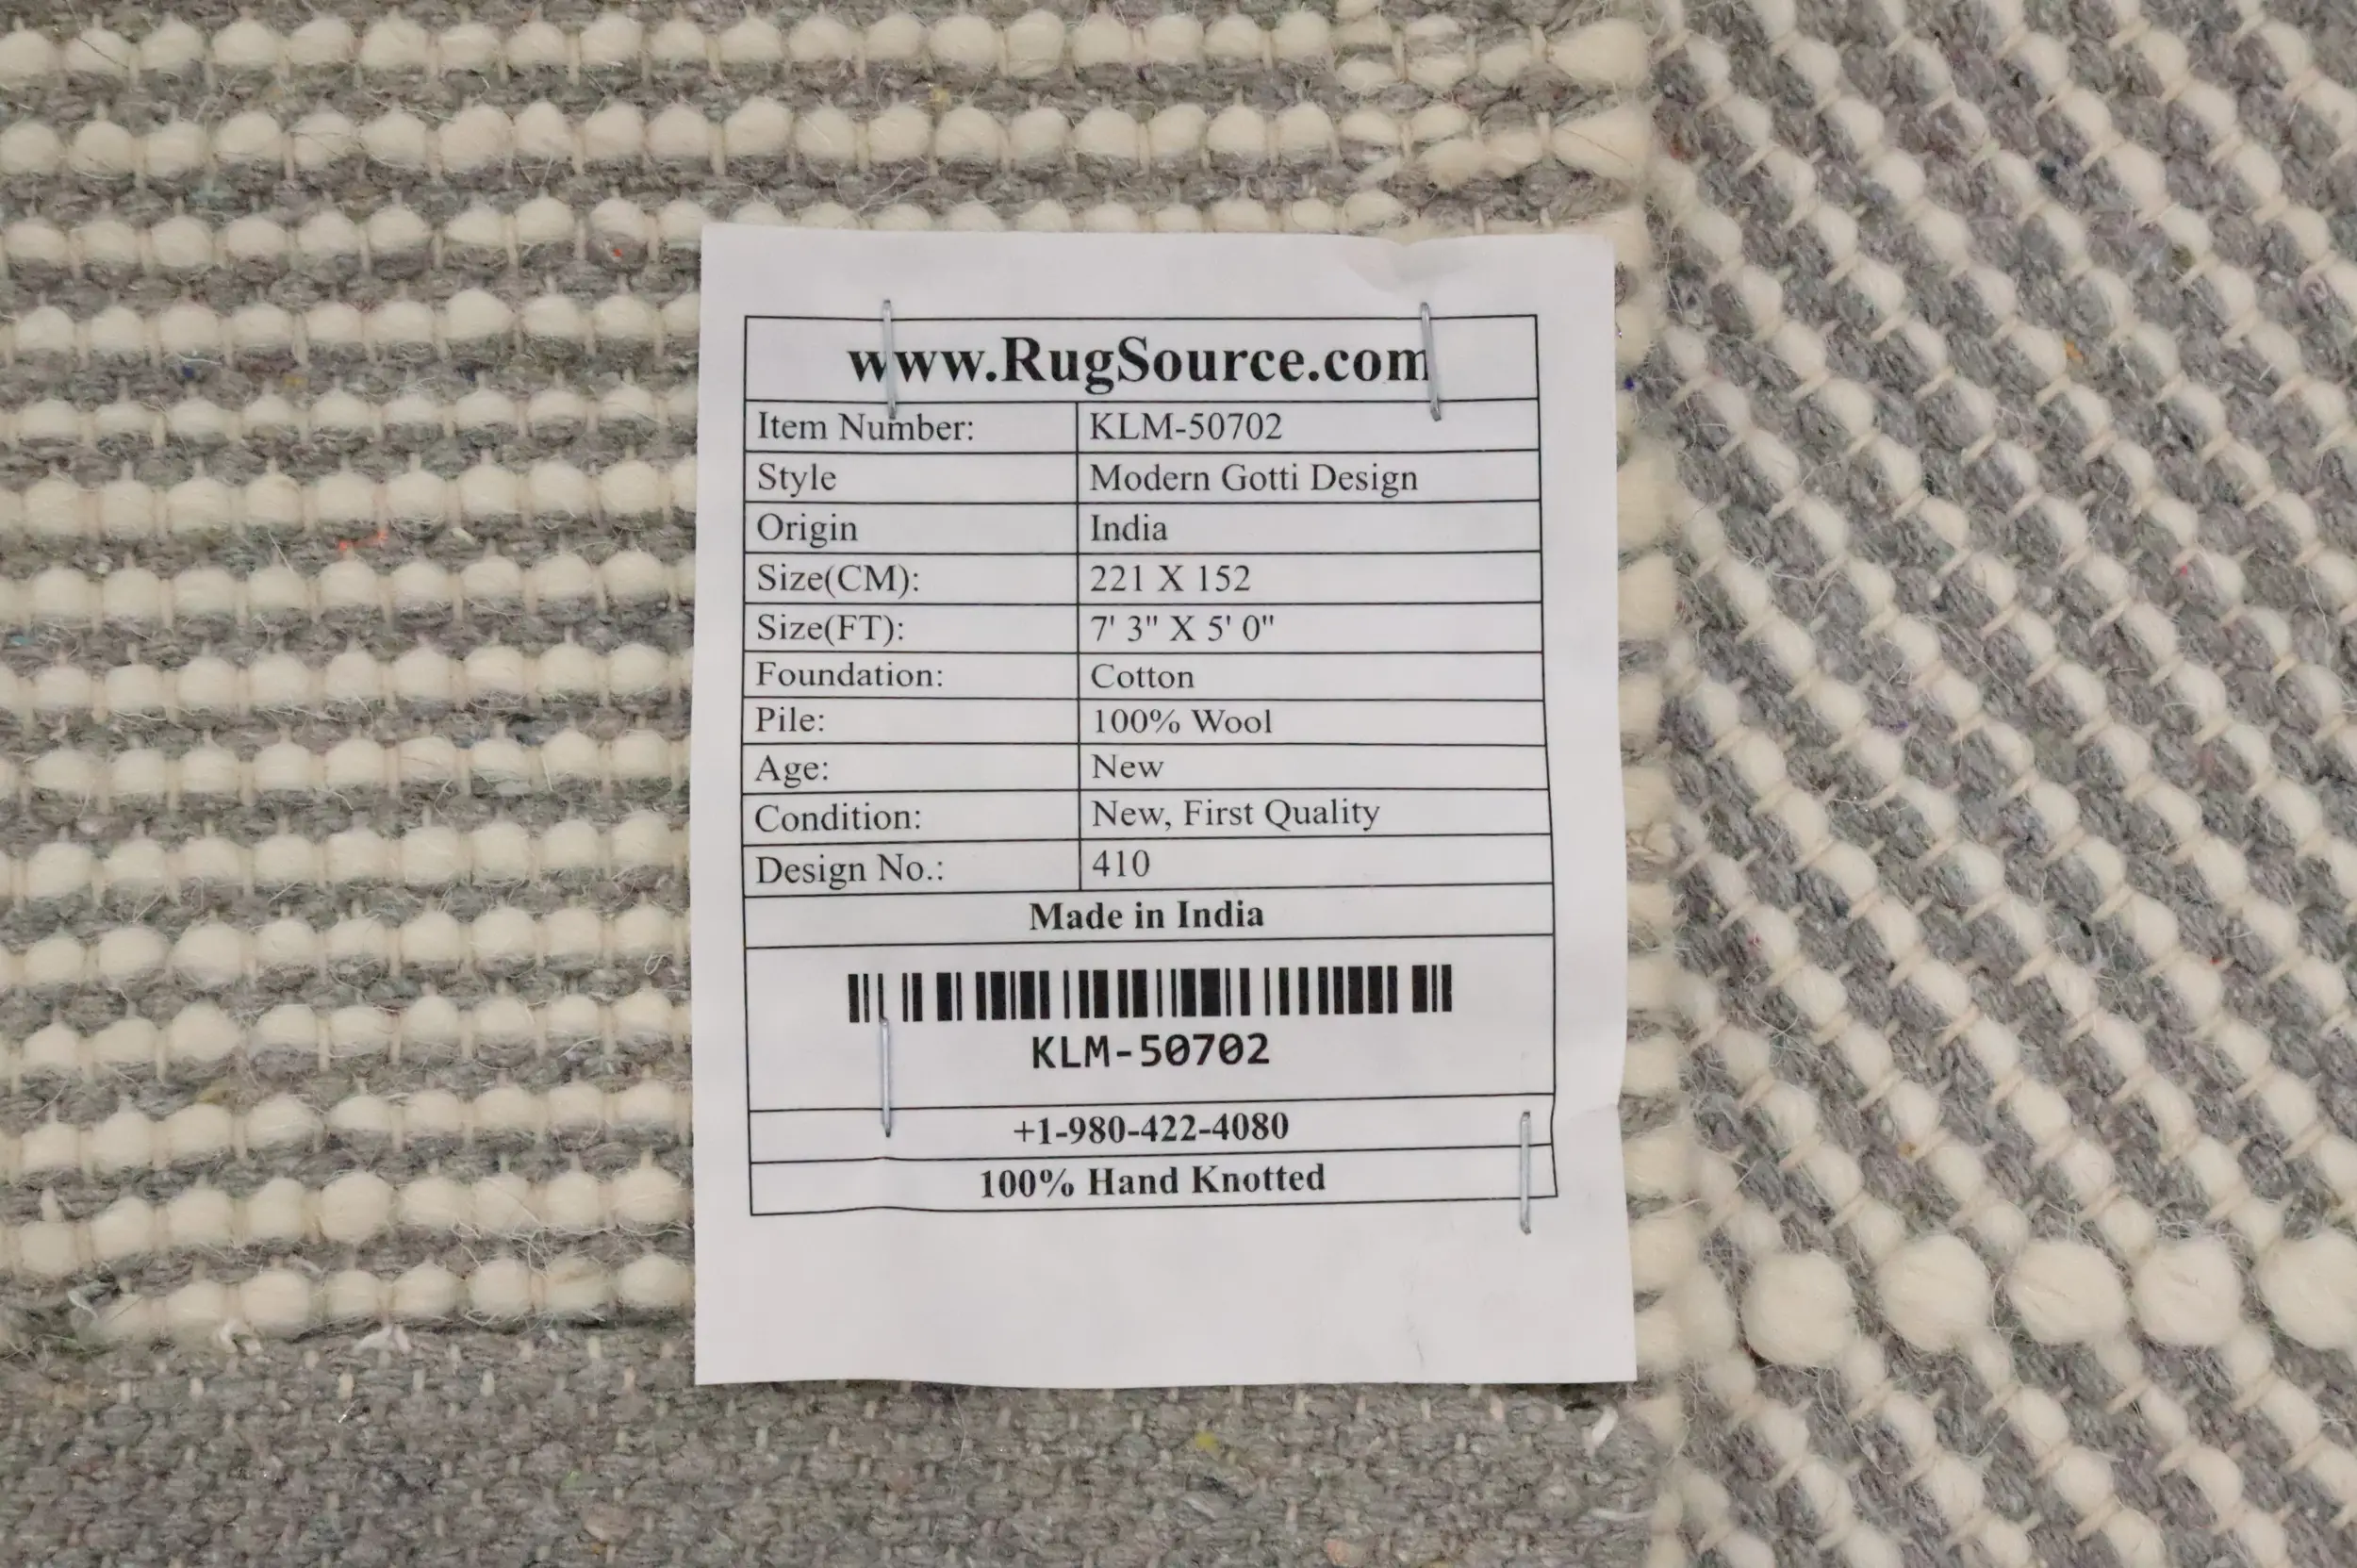 www.RugSource.com
Item Number: KLM-50702
Style Modern Gotti Design
Origin India
Size(CM): 221 X 152
Size(FT): 7' 3" X 5' 0"
Foundation: Cotton
Pile: 100% Wool
Age: New
Condition: New, First Quality
Design No.: 410
Made in India
KLM-50702
+1-980-422-4080
100% Hand Knotted